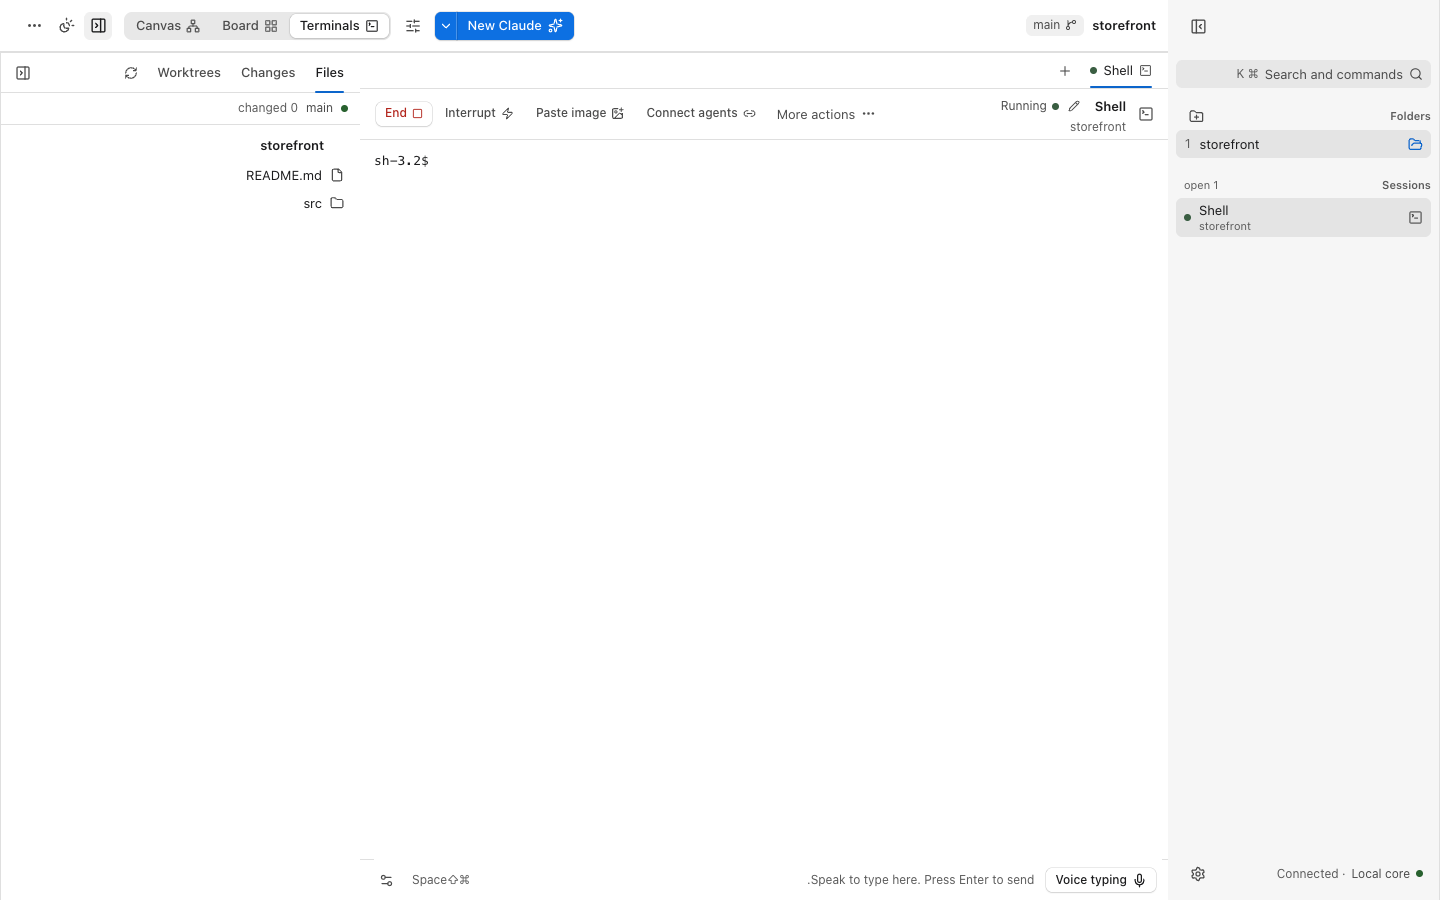 Canvas
Board
Terminals
New Claude
main
storefront
Worktrees
Changes
Files
changed 0
main
storefront
README.md
src
Shell
End
Interrupt
Paste image
Connect agents
More actions
Running
Shell
storefront
sh-3.2$
Space⇧⌘
.Speak to type here. Press Enter to send
Voice typing
K ⌘
Search and commands
Folders
1
storefront
open 1
Sessions
Shell
storefront
Connected ·
Local core